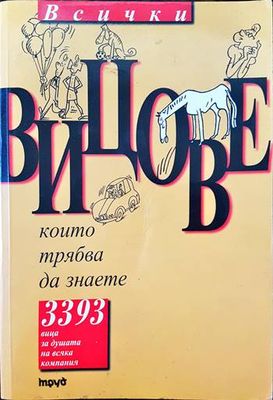 Всички
ВИЦОВЕ
които
трябва
да знаете
3393
вица
за душата
на всяка
компания
труд